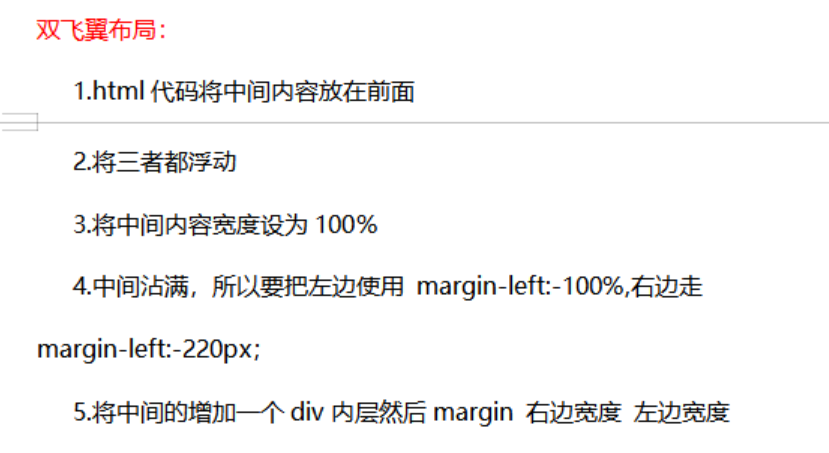 双飞翼布局：
1.html 代码将中间内容放在前面
2.将三者都浮动
3.将中间内容宽度设为 100%
4.中间沾满，所以要把左边使用 margin-left:-100%,右边走
margin-left:-220px；
5.将中间的增加一个 div 内层然后 margin 右边宽度 左边宽度